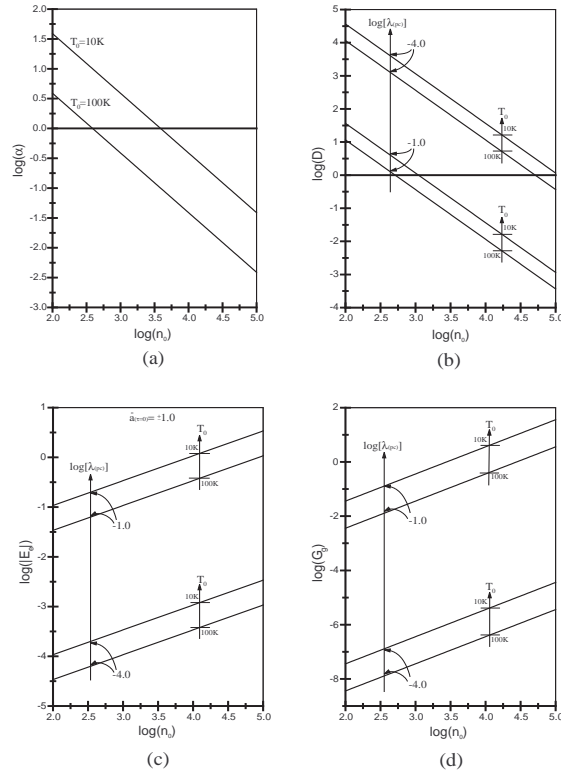 2.0
1.5
1.0
0.5
0.0
-0.5
-1.0
-1.5
-2.0
-2.5
-3.0
log(α)
T₀=10K
T₀=100K
2.0 2.5 3.0 3.5 4.0 4.5 5.0
log(n₀)
(a)
5
4
3
2
1
0
-1
-2
-3
-4
log(D)
log[λ(pc)]
-4.0
-1.0
T₀
10K
100K
T₀
10K
100K
2.0 2.5 3.0 3.5 4.0 4.5 5.0
log(n₀)
(b)
1
0
-1
-2
-3
-4
-5
log(|E₀|)
log[λ(pc)]
-1.0
-4.0
T₀
10K
100K
T₀
10K
100K
2.0 2.5 3.0 3.5 4.0 4.5 5.0
log(n₀)
(c)
2
0
-2
-4
-6
-8
log(G₉)
log[λ(pc)]
-1.0
-4.0
T₀
10K
100K
T₀
10K
100K
2.0 2.5 3.0 3.5 4.0 4.5 5.0
log(n₀)
(d)